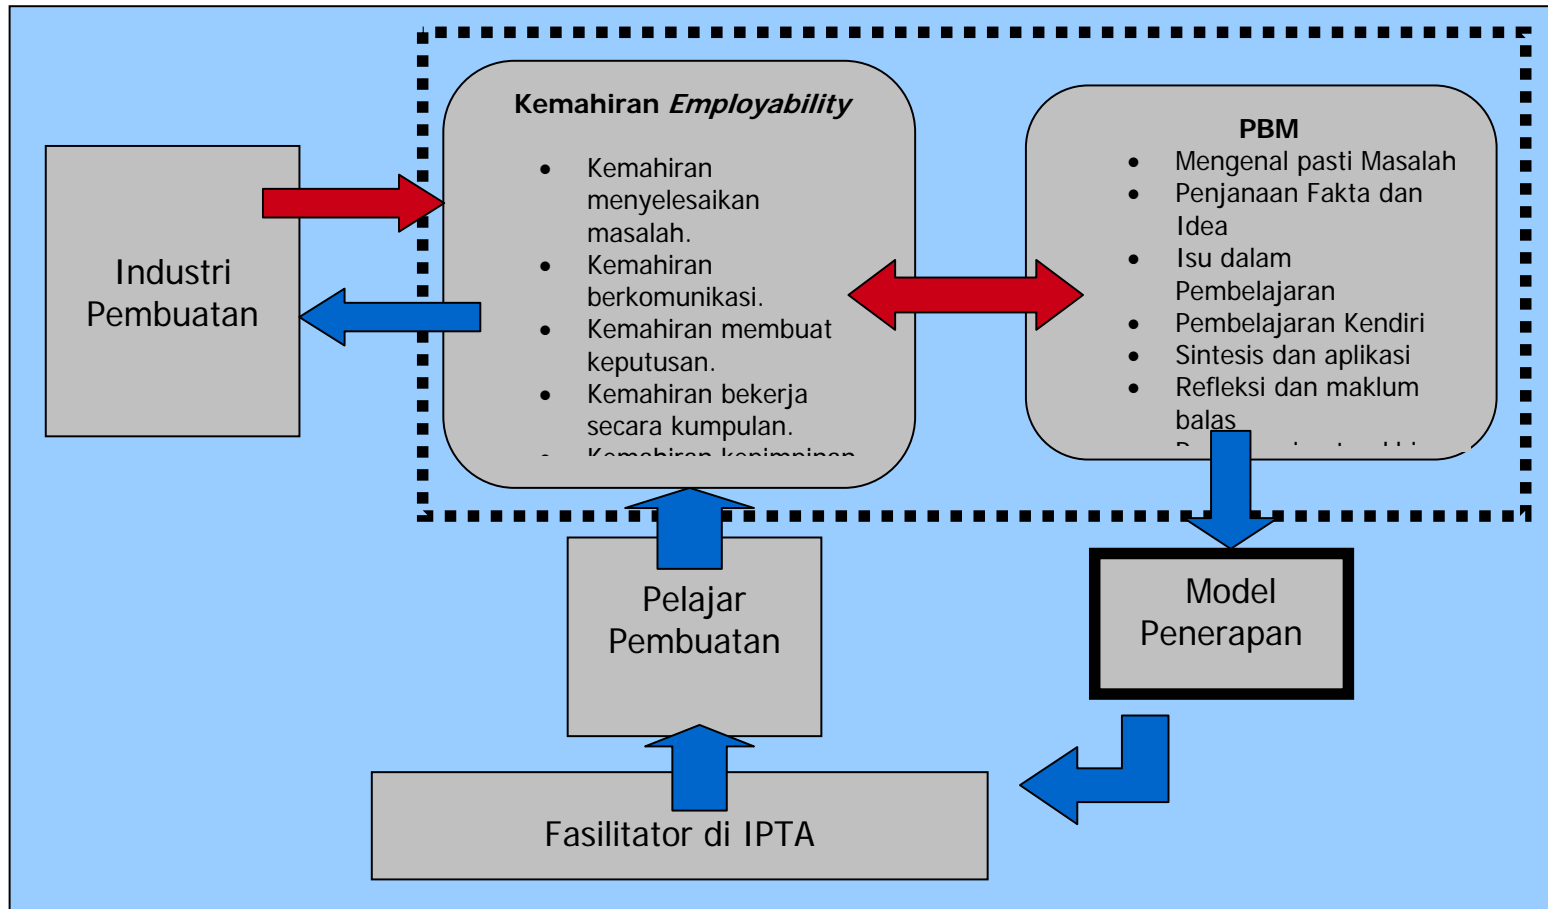 Kemahiran Employability
• Kemahiran
menyelesaikan
masalah.
• Kemahiran
berkomunikasi.
• Kemahiran membuat
keputusan.
• Kemahiran bekerja
secara kumpulan.
• Kemahiran kepimpinan
PBM
• Mengenal pasti Masalah
• Penjanaan Fakta dan
Idea
• Isu dalam
Pembelajaran
• Pembelajaran Kendiri
• Sintesis dan aplikasi
• Refleksi dan maklum
balas
Industri
Pembuatan
Pelajar
Pembuatan
Model
Penerapan
Fasilitator di IPTA